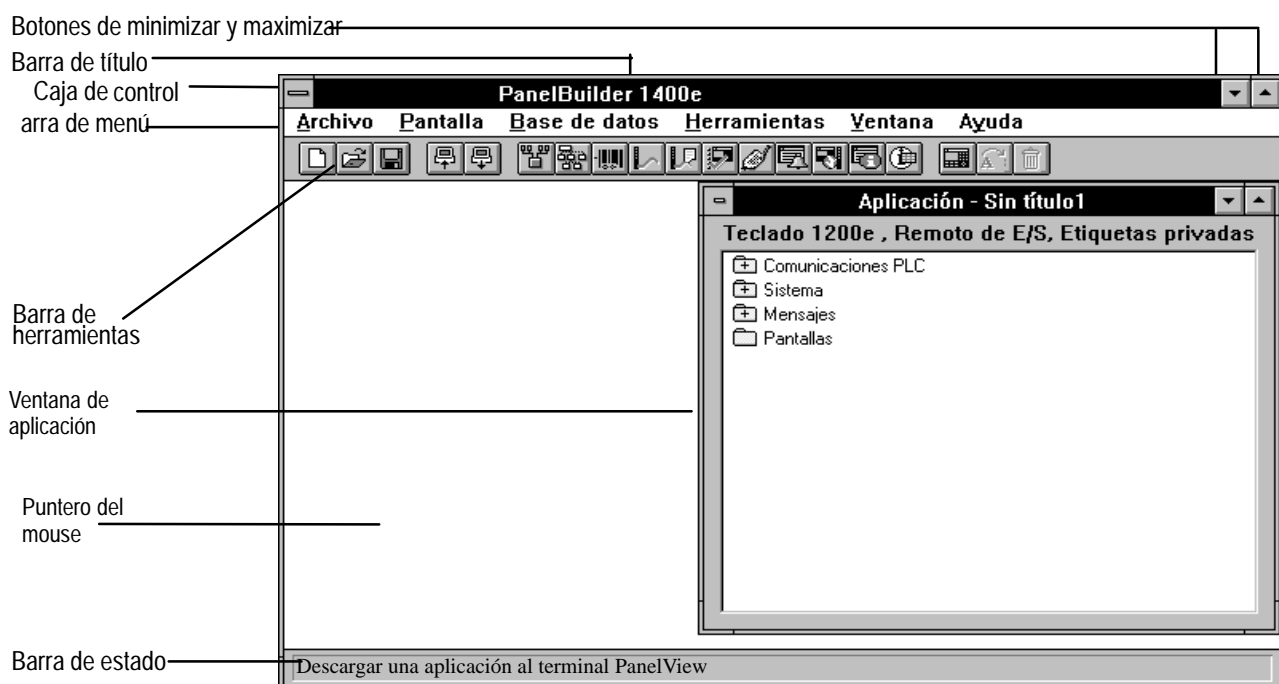 Botones de minimizar y maximizar
Barra de título
Caja de control
arra de menú
PanelBuilder 1400e
Archivo Pantalla Base de datos Herramientas Ventana Ayuda
Aplicación - Sin título1
Teclado 1200e , Remoto de E/S, Etiquetas privadas
Comunicaciones PLC
Sistema
Mensajes
Pantallas
Barra de
herramientas
Ventana de
aplicación
Puntero del
mouse
Barra de estado
Descargar una aplicación al terminal PanelView